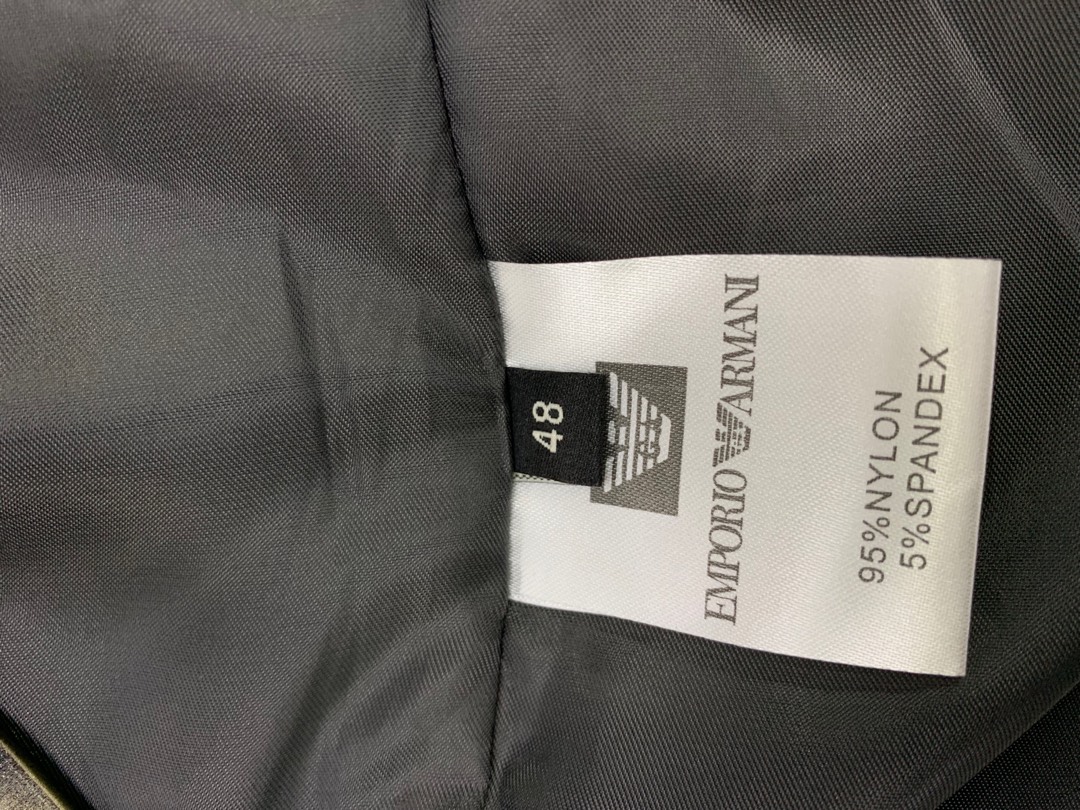 48
EMPORIO ARMANI
95%NYLON
5%SPANDEX